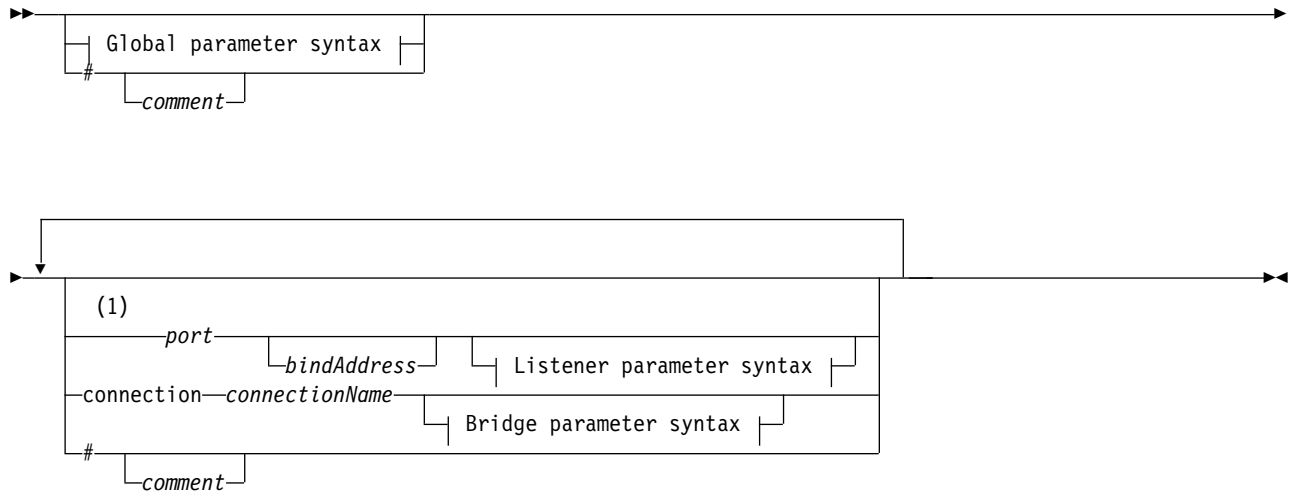 Global parameter syntax
#
comment
(1)
port
bindAddress
Listener parameter syntax
connection connectionName
Bridge parameter syntax
#
comment